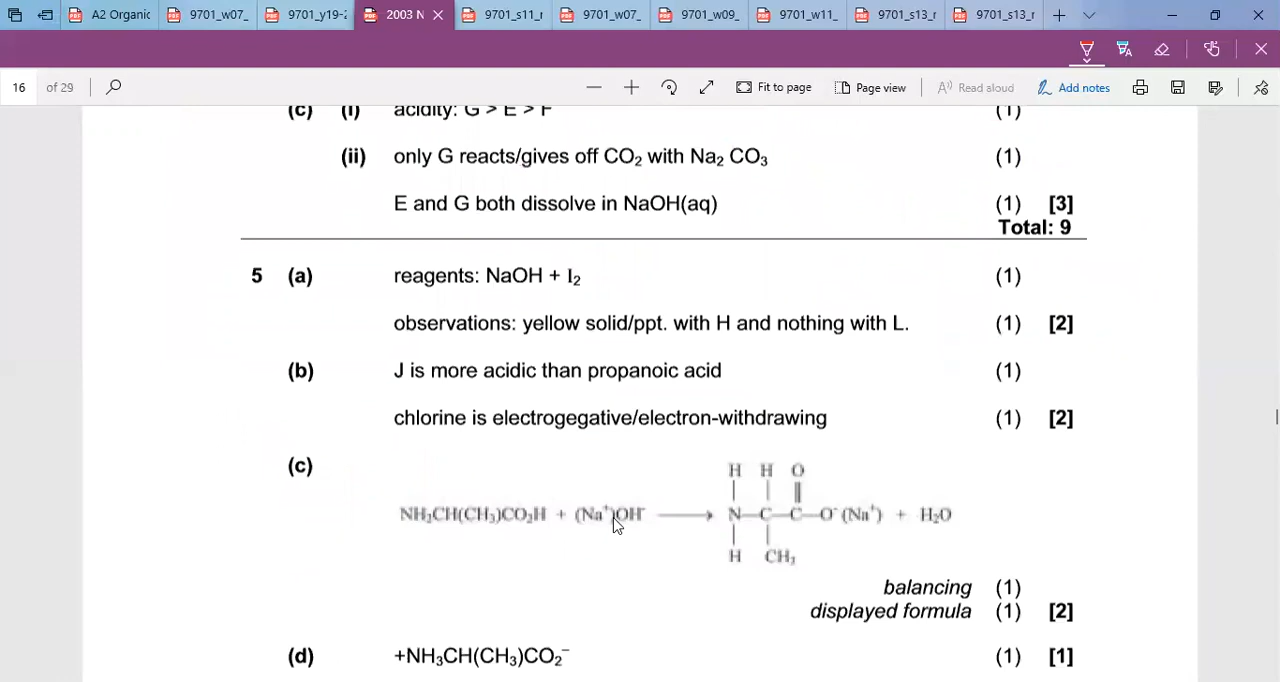 A2 Organic
9701_w07_
9701_y19-2
2003 N
9701_s11_r
9701_w07_
9701_w09_
9701_w11_
9701_s13_r
9701_s13_r
16 of 29
Fit to page
Page view
Read aloud
Add notes
(c) (i) acidity: G > E > F (1)
(ii) only G reacts/gives off CO₂ with Na₂ CO₃ (1)
E and G both dissolve in NaOH(aq) (1) [3]
Total: 9
5 (a) reagents: NaOH + I₂ (1)
observations: yellow solid/ppt. with H and nothing with L. (1) [2]
(b) J is more acidic than propanoic acid (1)
chlorine is electrogegative/electron-withdrawing (1) [2]
(c)
H H O
NH₂CH(CH₃)CO₂H + (Na⁺)OH⁻ ⟶ N–C–C–O⁻(Na⁺) + H₂O
H CH₃
balancing (1)
displayed formula (1) [2]
(d) +NH₃CH(CH₃)CO₂⁻ (1) [1]